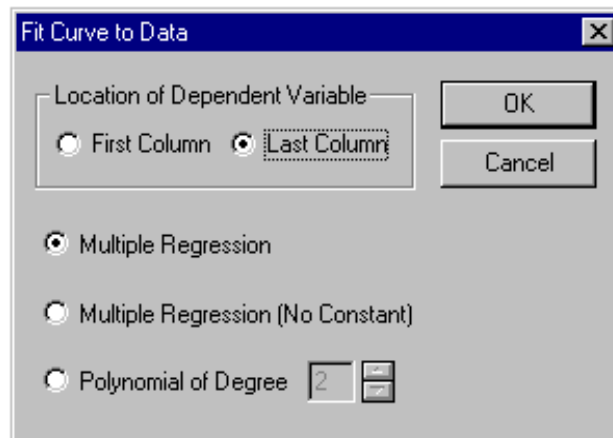 Fit Curve to Data
Location of Dependent Variable
First Column Last Column
OK
Cancel
Multiple Regression
Multiple Regression (No Constant)
Polynomial of Degree 2